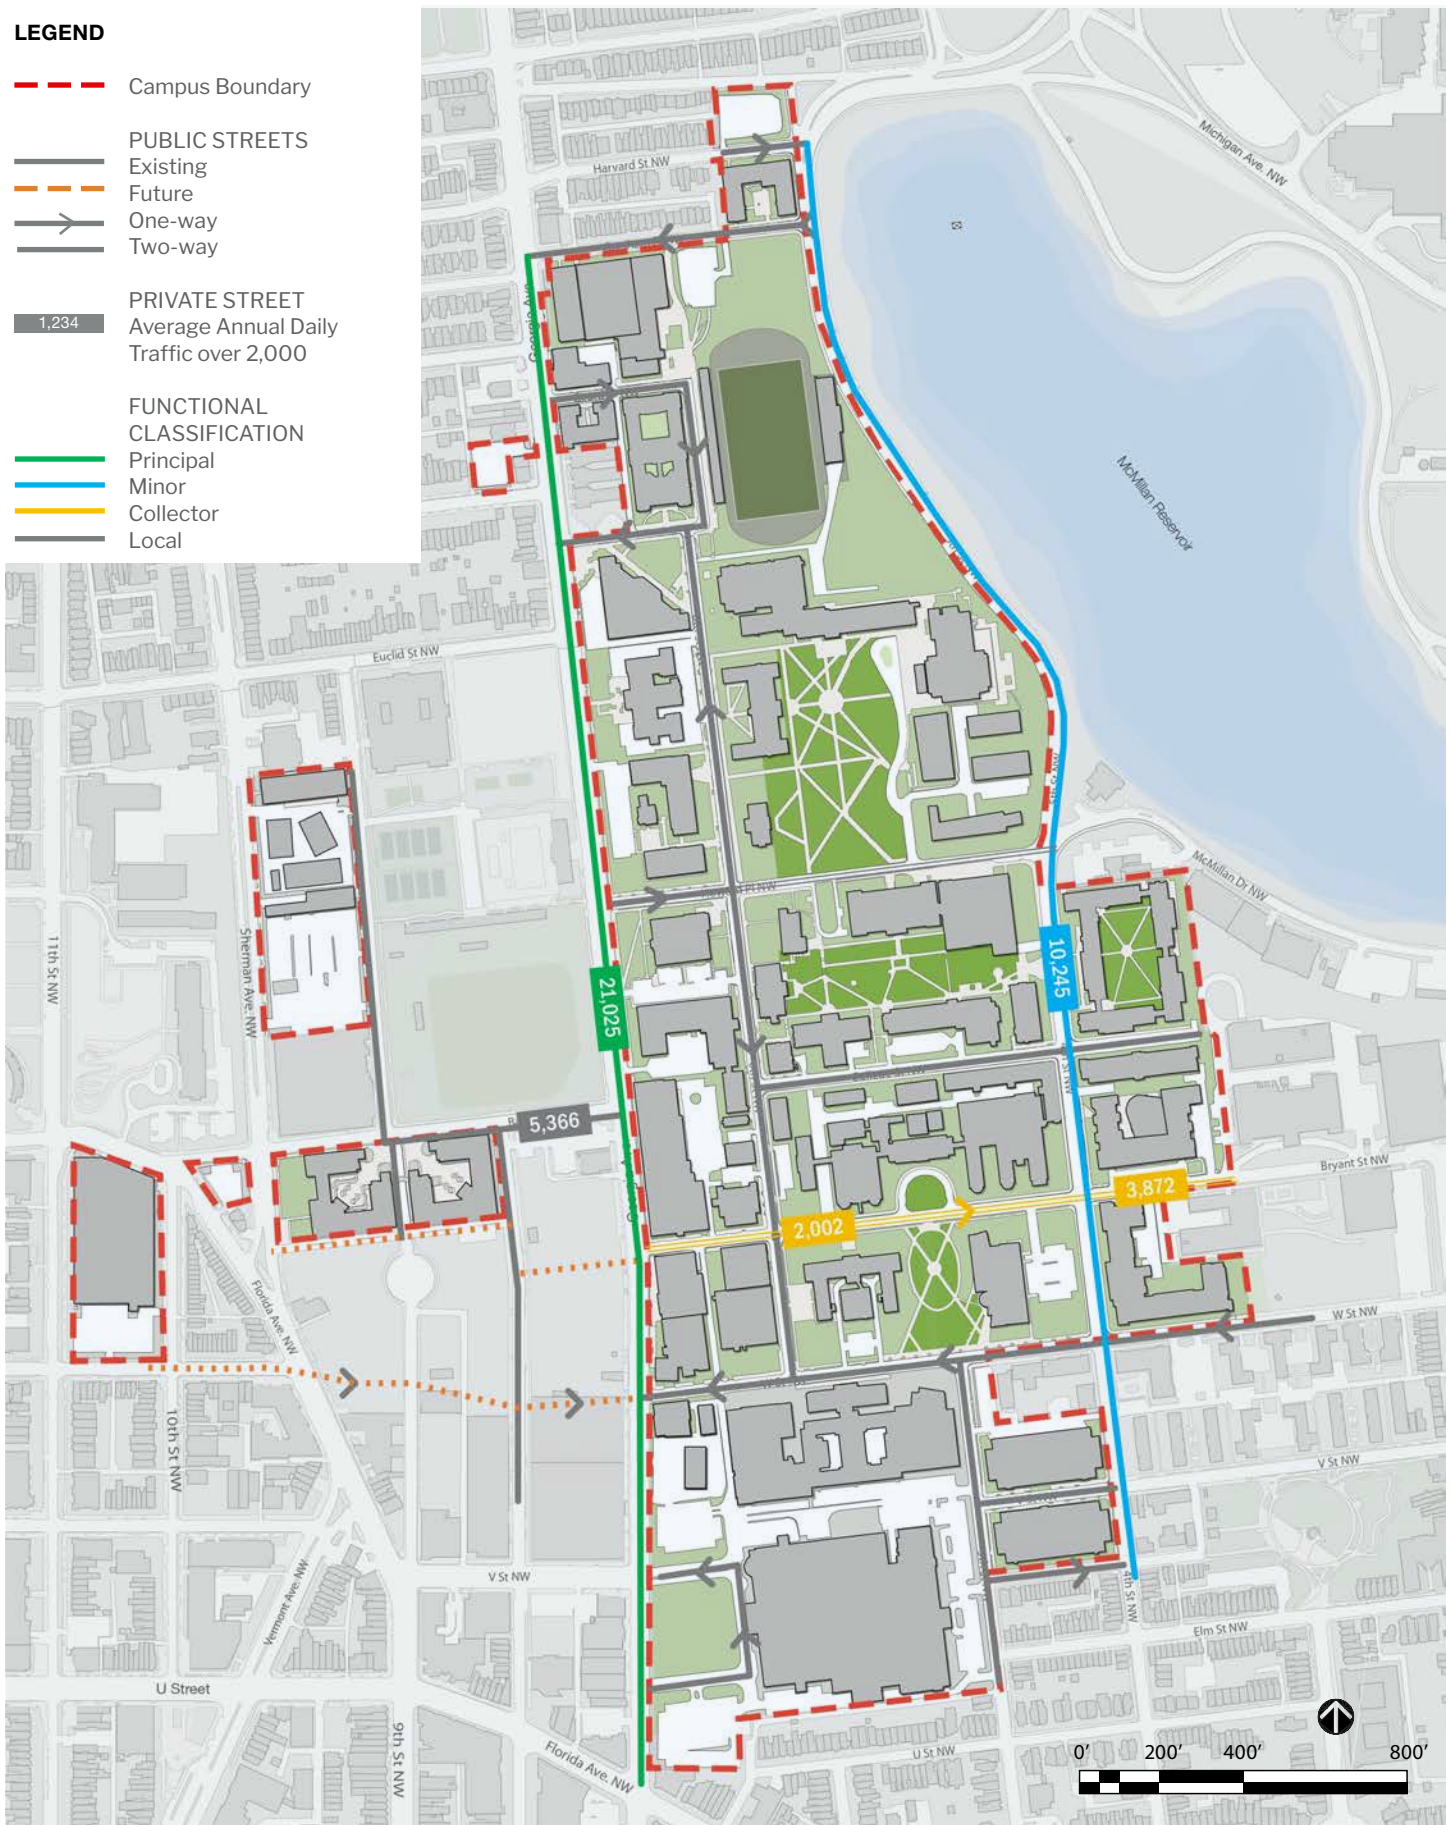 LEGEND
Campus Boundary
PUBLIC STREETS
Existing
Future
One-way
Two-way
PRIVATE STREET
1,234
Average Annual Daily
Traffic over 2,000
FUNCTIONAL
CLASSIFICATION
Principal
Minor
Collector
Local
Michigan Ave. NW
Harvard St NW
McMillan Reservoir
Euclid St NW
McMillan Dr NW
11th St NW
Sherman Ave. NW
10,245
21,025
5,366
Bryant St NW
3,872
2,002
Florida Ave. NW
W St NW
10th St NW
V St NW
V St NW
Vermont Ave. NW
4th St NW
Elm St NW
U Street
9th St NW
Florida Ave. NW
U St NW
0' 200' 400' 800'